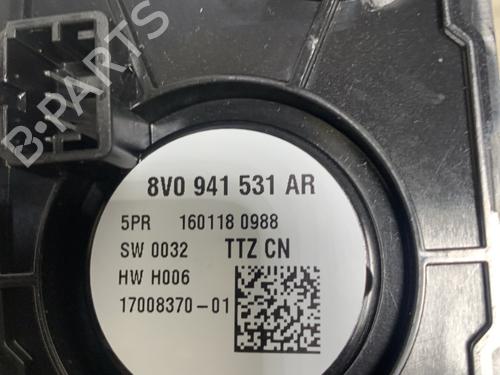 B-PARTS
8V0 941 531 AR
5PR 160118 0988
SW 0032 TTZ CN
HW H006
17008370-01